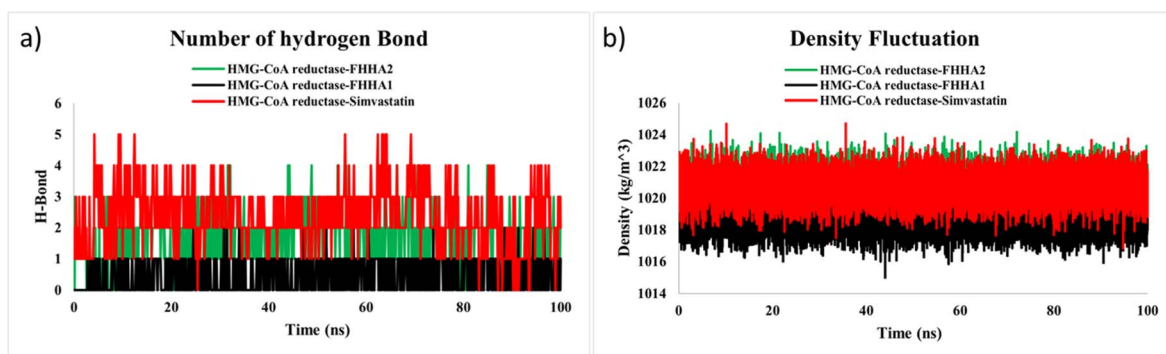 a)
Number of hydrogen Bond
HMG-CoA reductase-FHHA2
HMG-CoA reductase-FHHA1
HMG-CoA reductase-Simvastatin
6
5
4
3
2
1
0
H-Bond
0 20 40 60 80 100
Time (ns)
b)
Density Fluctuation
HMG-CoA reductase-FHHA2
HMG-CoA reductase-FHHA1
HMG-CoA reductase-Simvastatin
1026
1024
1022
1020
1018
1016
1014
Density (kg/m^3)
0 20 40 60 80 100
Time (ns)